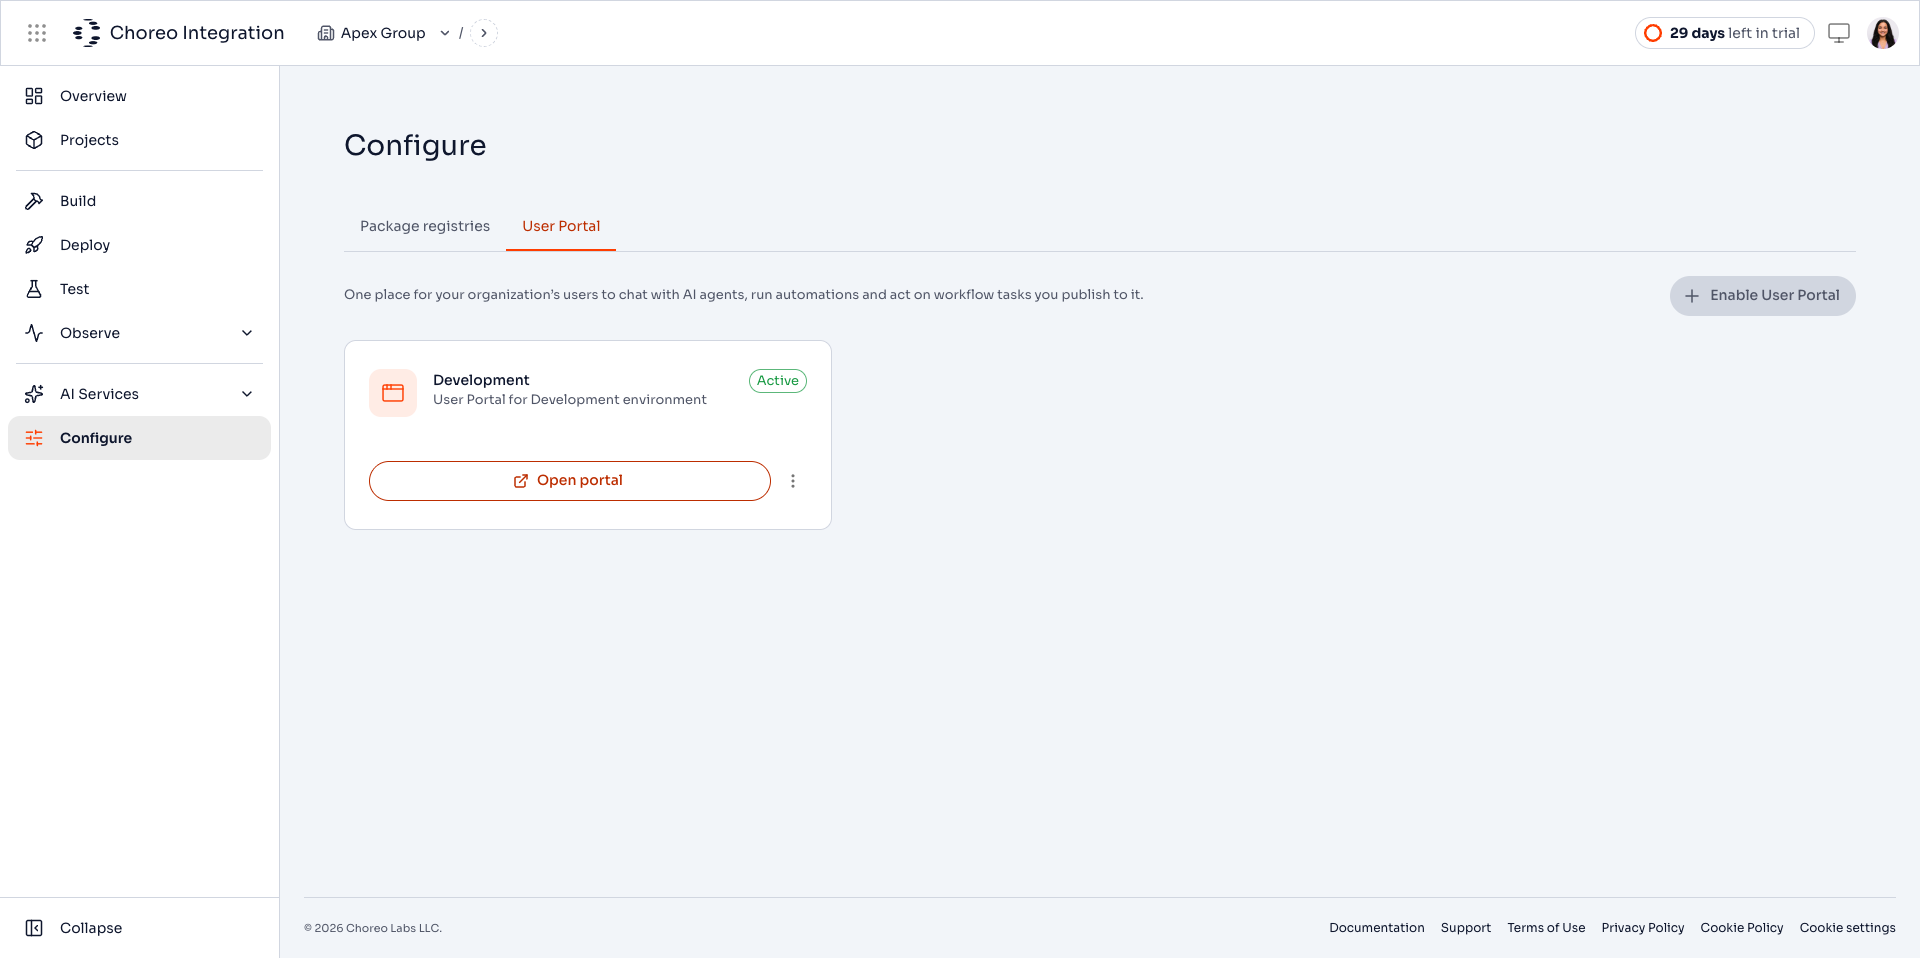 Choreo Integration
Apex Group
/
29 days left in trial
Overview
Projects
Build
Deploy
Test
Observe
AI Services
Configure
Collapse
Configure
Package registries
User Portal
One place for your organization’s users to chat with AI agents, run automations and act on workflow tasks you publish to it.
Enable User Portal
Development
Active
User Portal for Development environment
Open portal
© 2026 Choreo Labs LLC.
Documentation
Support
Terms of Use
Privacy Policy
Cookie Policy
Cookie settings